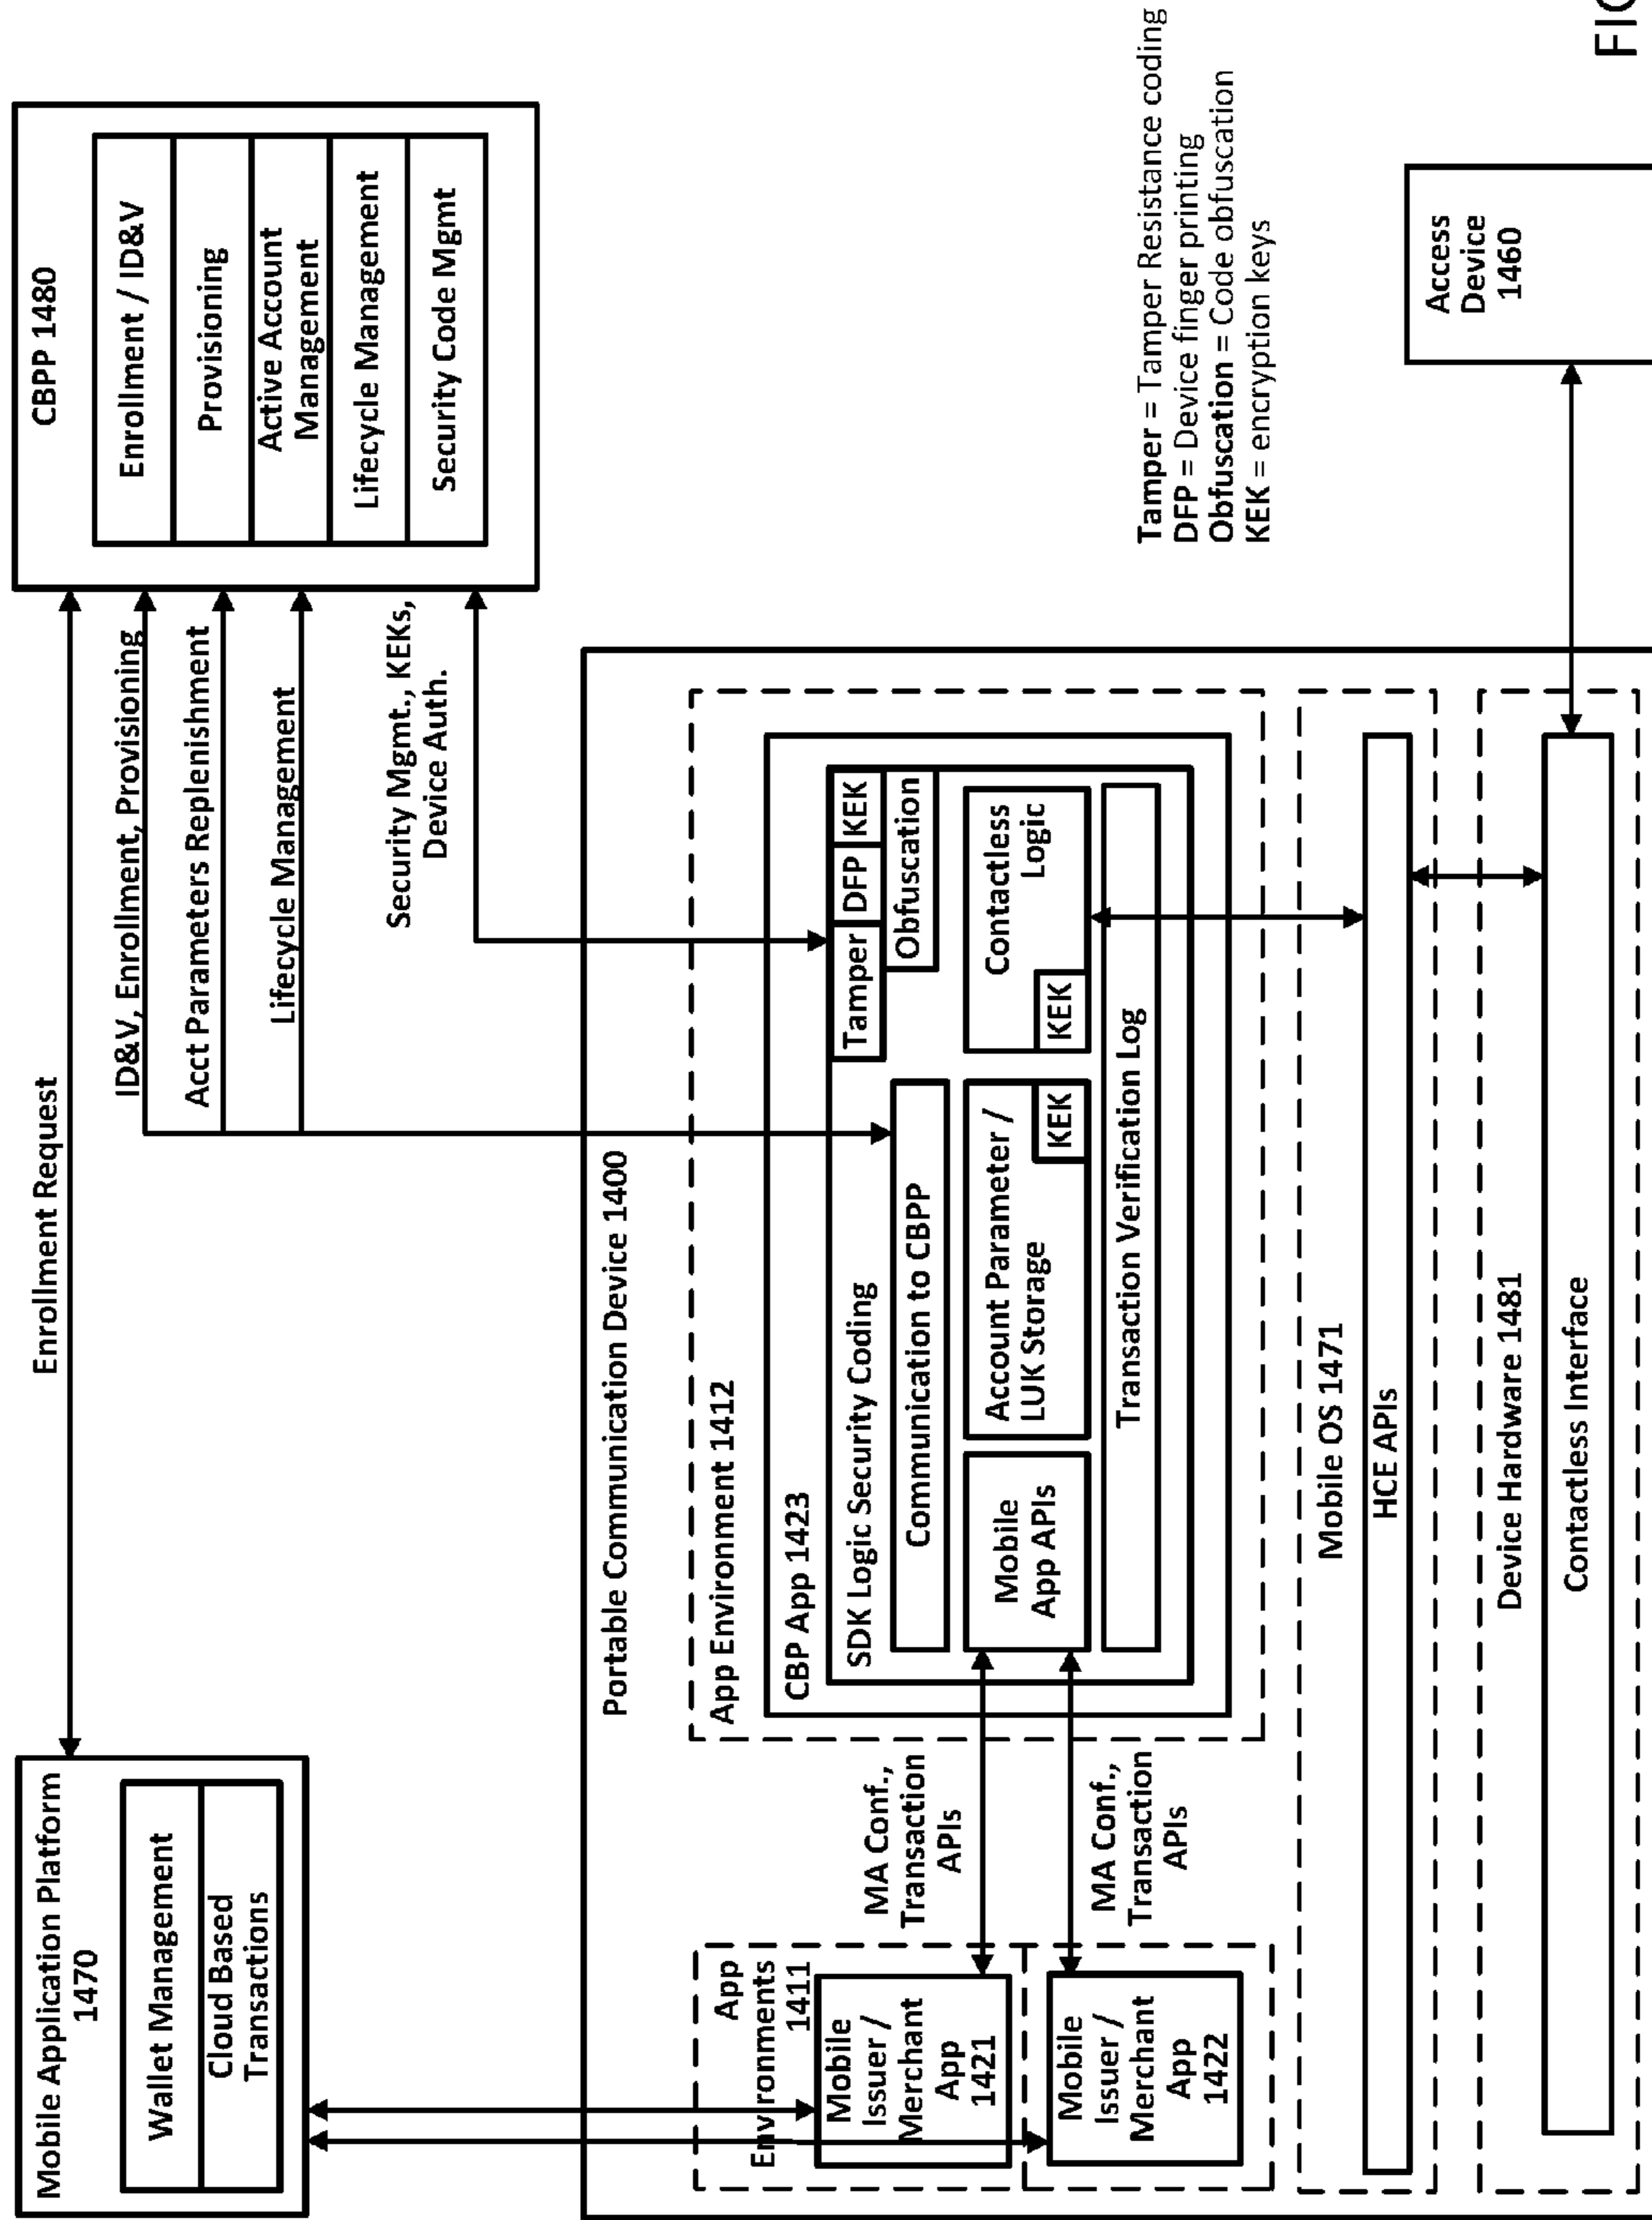 Mobile Application Platform
1470
Wallet Management
Cloud Based
Transactions
Enrollment Request
CBPP 1480
Enrollment / ID&V
Provisioning
Active Account
Management
Lifecycle Management
Security Code Mgmt
ID&V, Enrollment, Provisioning
Acct Parameters Replenishment
Lifecycle Management
Security Mgmt., KEKs,
Device Auth.
Portable Communication Device 1400
App
Environments
1411
Mobile
Issuer /
Merchant
App
1421
Mobile
Issuer /
Merchant
App
1422
MA Conf.,
Transaction
APIs
MA Conf.,
Transaction
APIs
App Environment 1412
CBP App 1423
SDK Logic Security Coding
Tamper
DFP
KEK
Obfuscation
Communication to CBPP
Mobile
App APIs
Account Parameter /
LUK Storage
KEK
Contactless
Logic
KEK
Transaction Verification Log
Mobile OS 1471
HCE APIs
Device Hardware 1481
Contactless Interface
Tamper = Tamper Resistance coding
DFP = Device finger printing
Obfuscation = Code obfuscation
KEK = encryption keys
Access
Device
1460